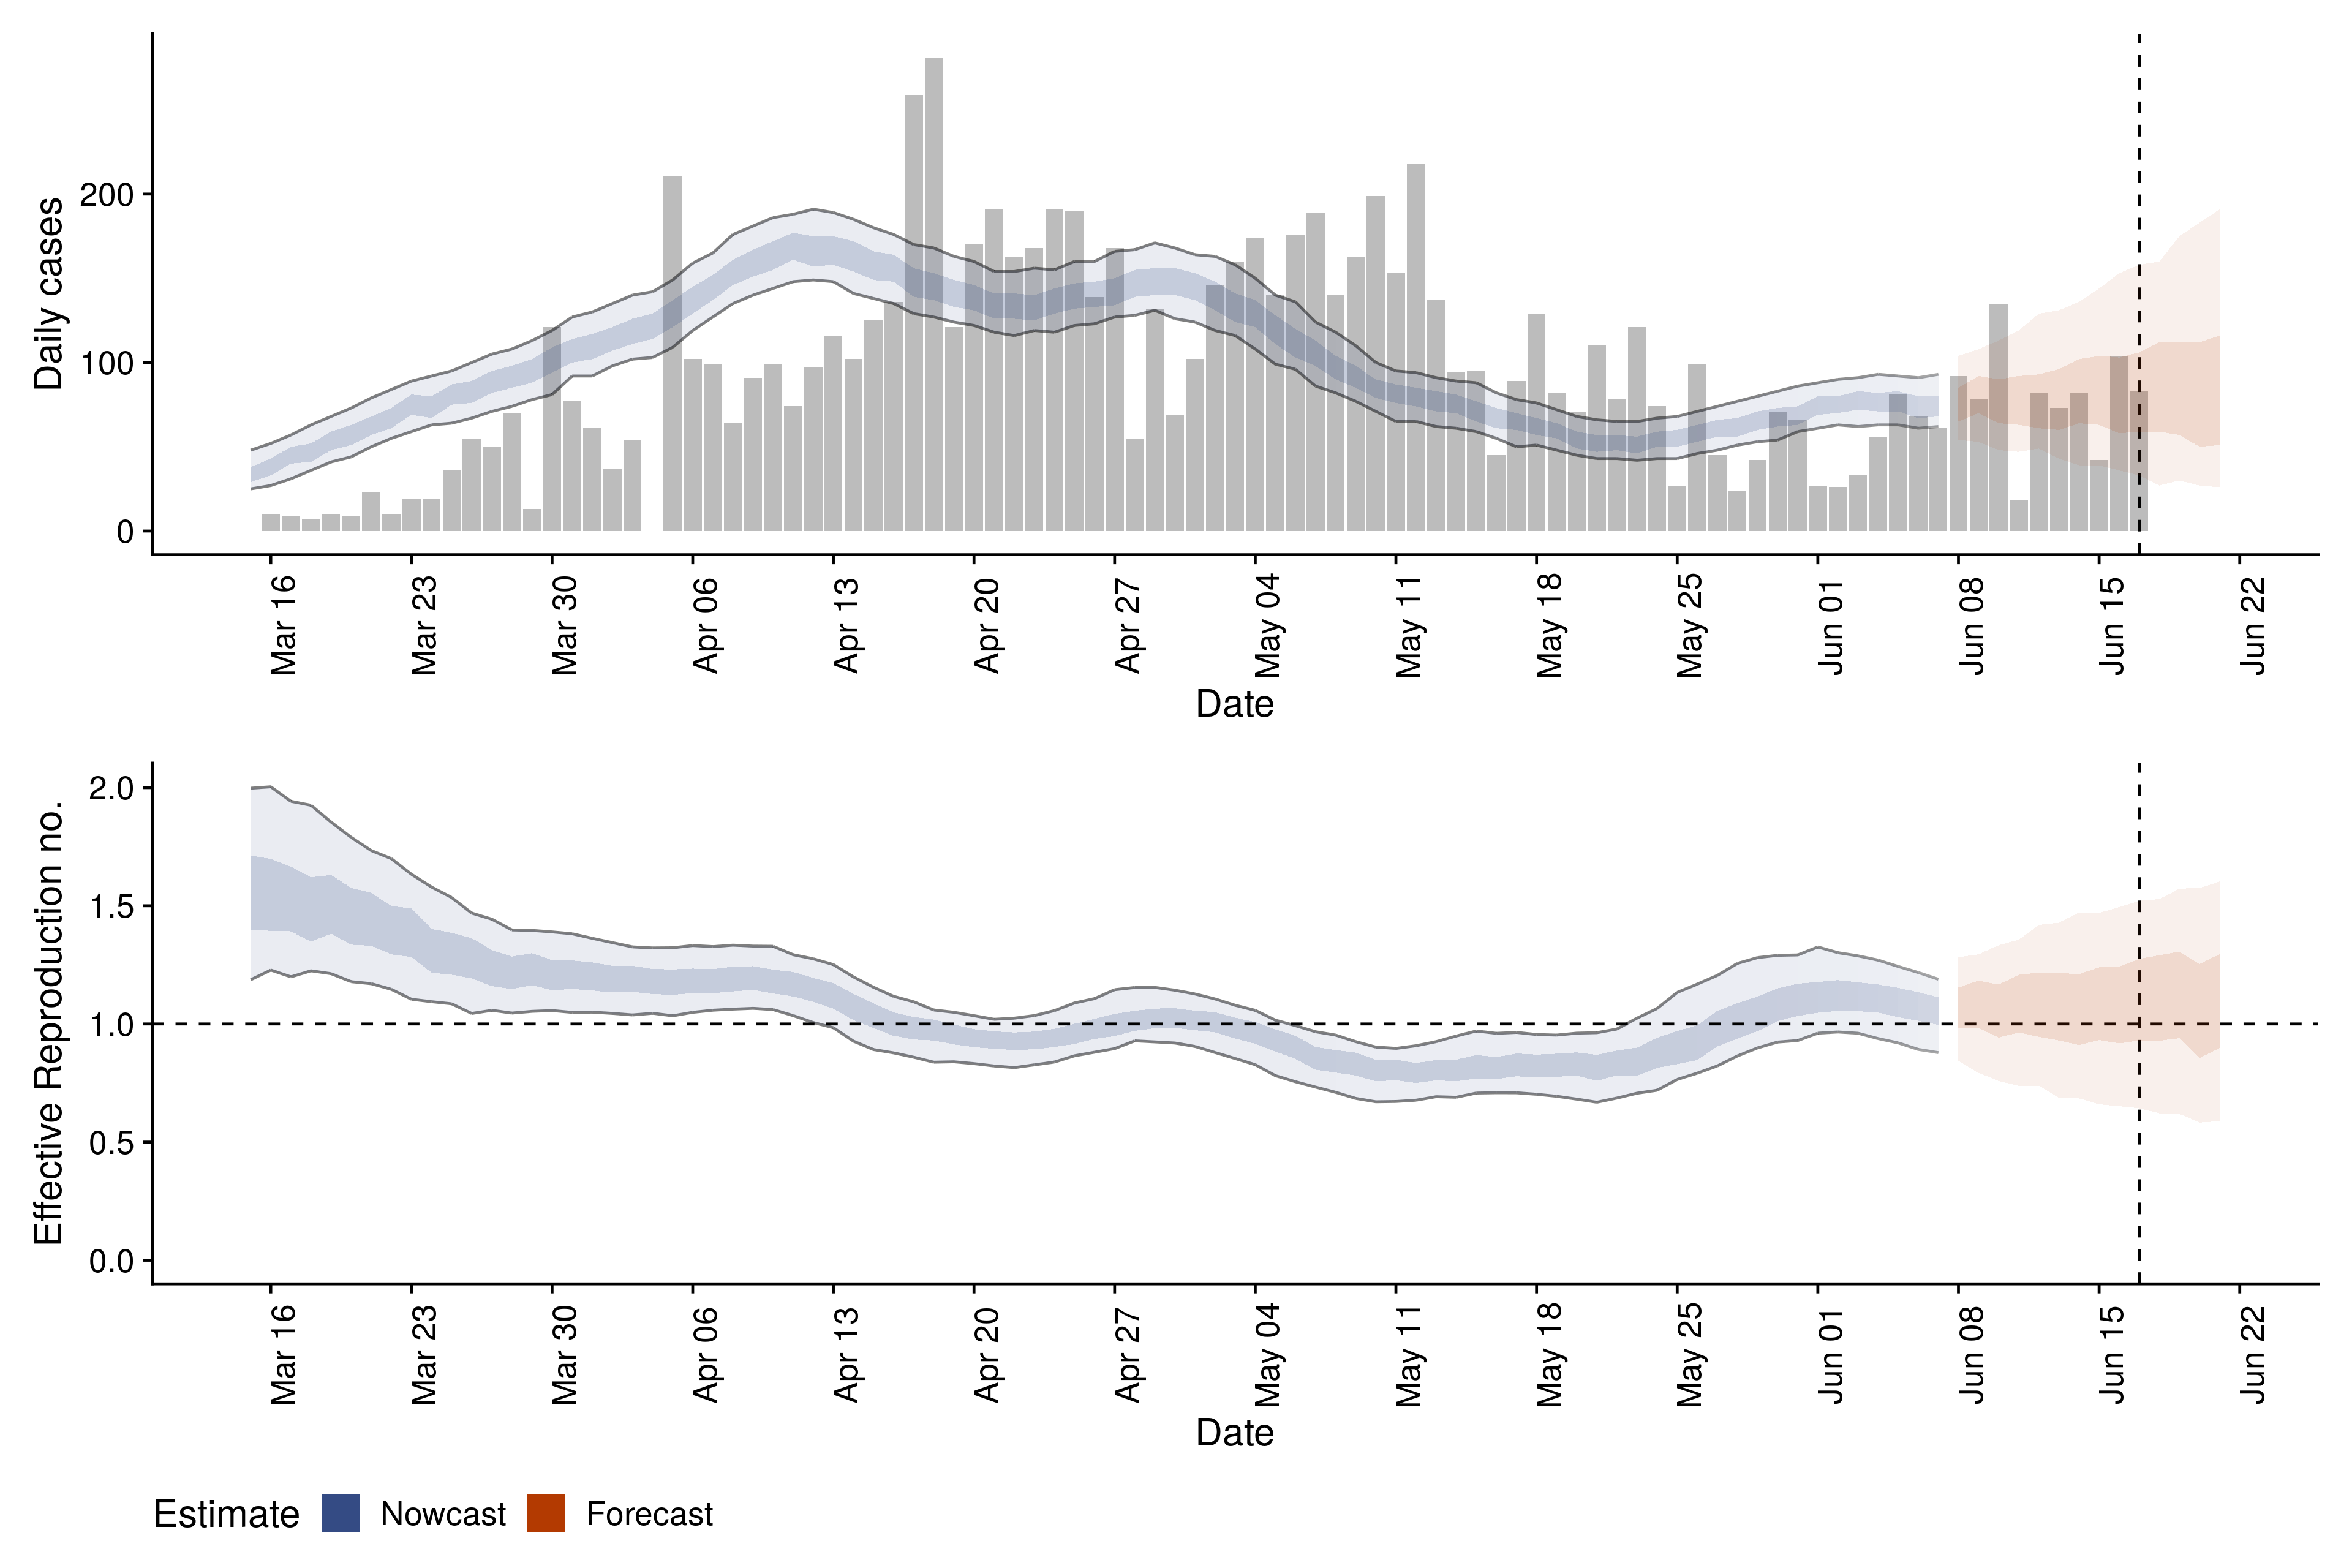 Daily cases
200
100
0
Mar 16
Mar 23
Mar 30
Apr 06
Apr 13
Apr 20
Apr 27
May 04
May 11
May 18
May 25
Jun 01
Jun 08
Jun 15
Jun 22
Date
Effective Reproduction no.
2.0
1.5
1.0
0.5
0.0
Mar 16
Mar 23
Mar 30
Apr 06
Apr 13
Apr 20
Apr 27
May 04
May 11
May 18
May 25
Jun 01
Jun 08
Jun 15
Jun 22
Date
Estimate Nowcast Forecast